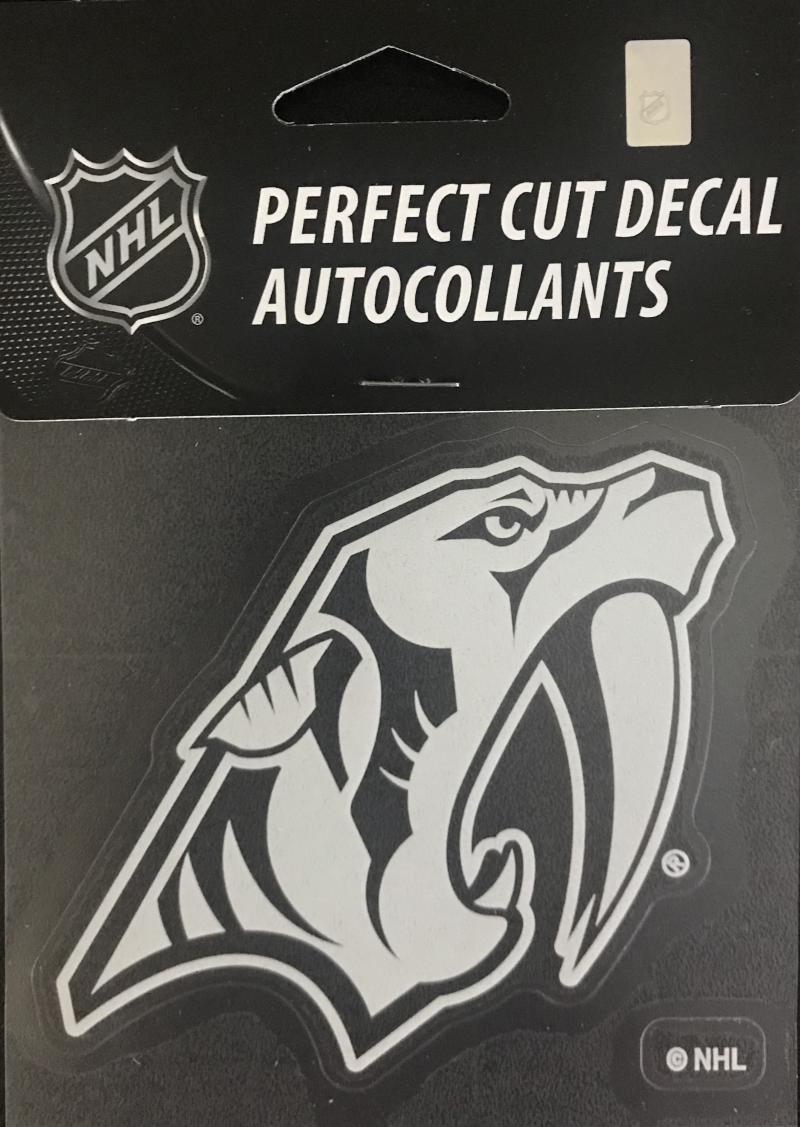 NHL
®
PERFECT CUT DECAL
AUTOCOLLANTS
®
© NHL